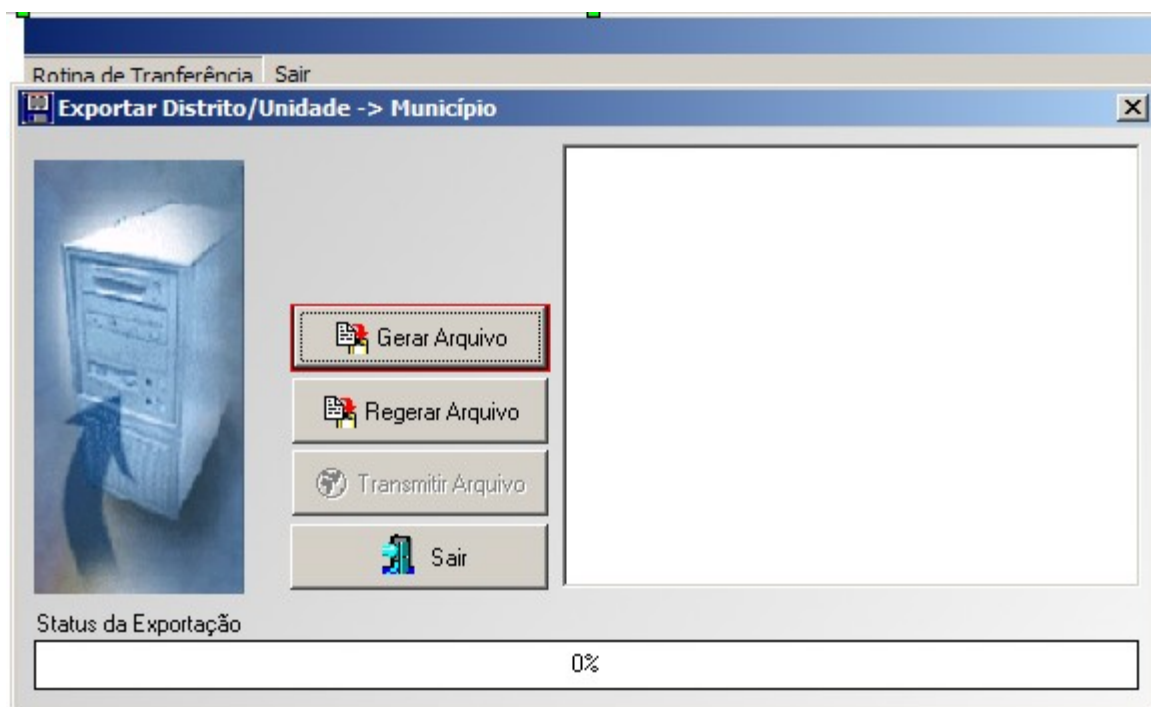 Rotina de Tranferência Sair
Exportar Distrito/Unidade -> Município
Gerar Arquivo
Regerar Arquivo
Transmitir Arquivo
Sair
Status da Exportação
0%